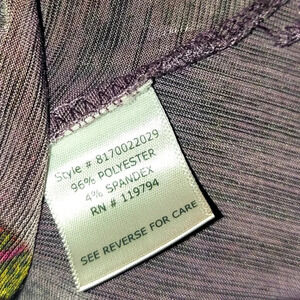 Style # 8170022029
96% POLYESTER
4% SPANDEX
RN # 119794
SEE REVERSE FOR CARE